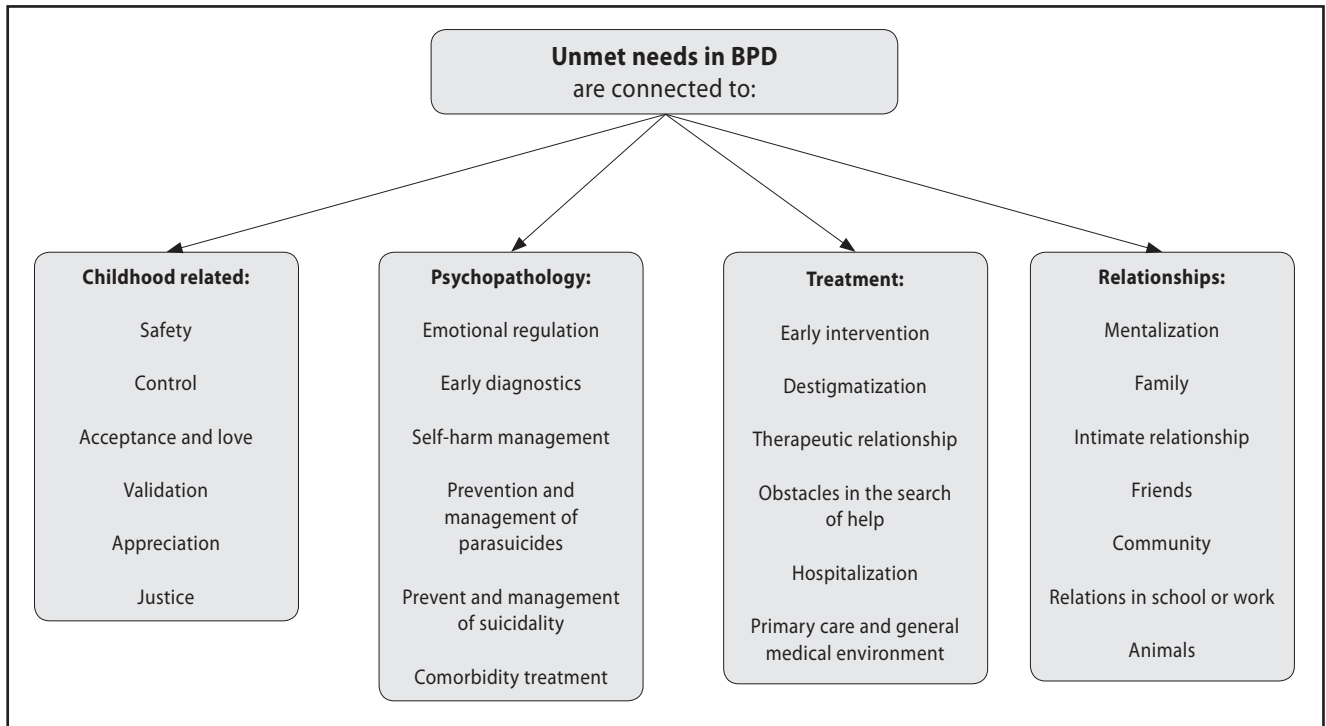 Unmet needs in BPD
are connected to:
Childhood related:
Safety
Control
Acceptance and love
Validation
Appreciation
Justice
Psychopathology:
Emotional regulation
Early diagnostics
Self-harm management
Prevention and
management of
parasuicides
Prevent and management
of suicidality
Comorbidity treatment
Treatment:
Early intervention
Destigmatization
Therapeutic relationship
Obstacles in the search
of help
Hospitalization
Primary care and general
medical environment
Relationships:
Mentalization
Family
Intimate relationship
Friends
Community
Relations in school or work
Animals